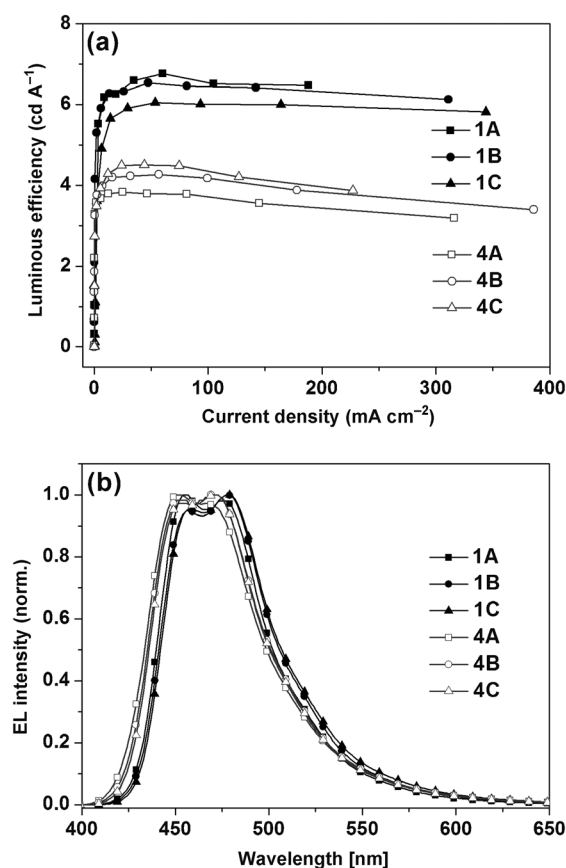 (a)
Luminous efficiency (cd A⁻¹)
8
6
4
2
0
1A
1B
1C
4A
4B
4C
0 100 200 300 400
Current density (mA cm⁻²)
(b)
EL intensity (norm.)
1.0
0.8
0.6
0.4
0.2
0.0
1A
1B
1C
4A
4B
4C
400 450 500 550 600 650
Wavelength [nm]